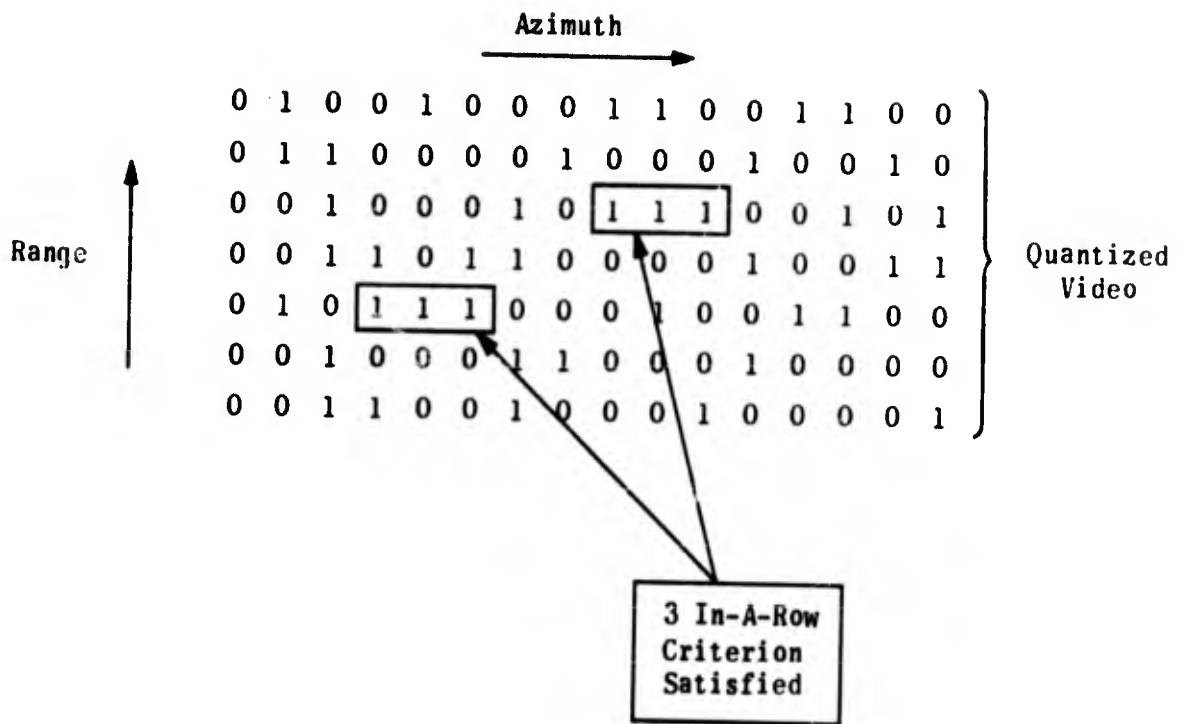 Azimuth
0 1 0 0 1 0 0 0 1 1 0 0 1 1 0 0
0 1 1 0 0 0 0 1 0 0 0 1 0 0 1 0
0 0 1 0 0 0 1 0 1 1 1 0 0 1 0 1
Range
0 0 1 1 0 1 1 0 0 0 0 1 0 0 1 1
Quantized
Video
0 1 0 1 1 1 0 0 0 1 0 0 1 1 0 0
0 0 1 0 0 0 1 1 0 0 0 1 0 0 0 0
0 0 1 1 0 0 1 0 0 0 1 0 0 0 0 1
3 In-A-Row
Criterion
Satisfied